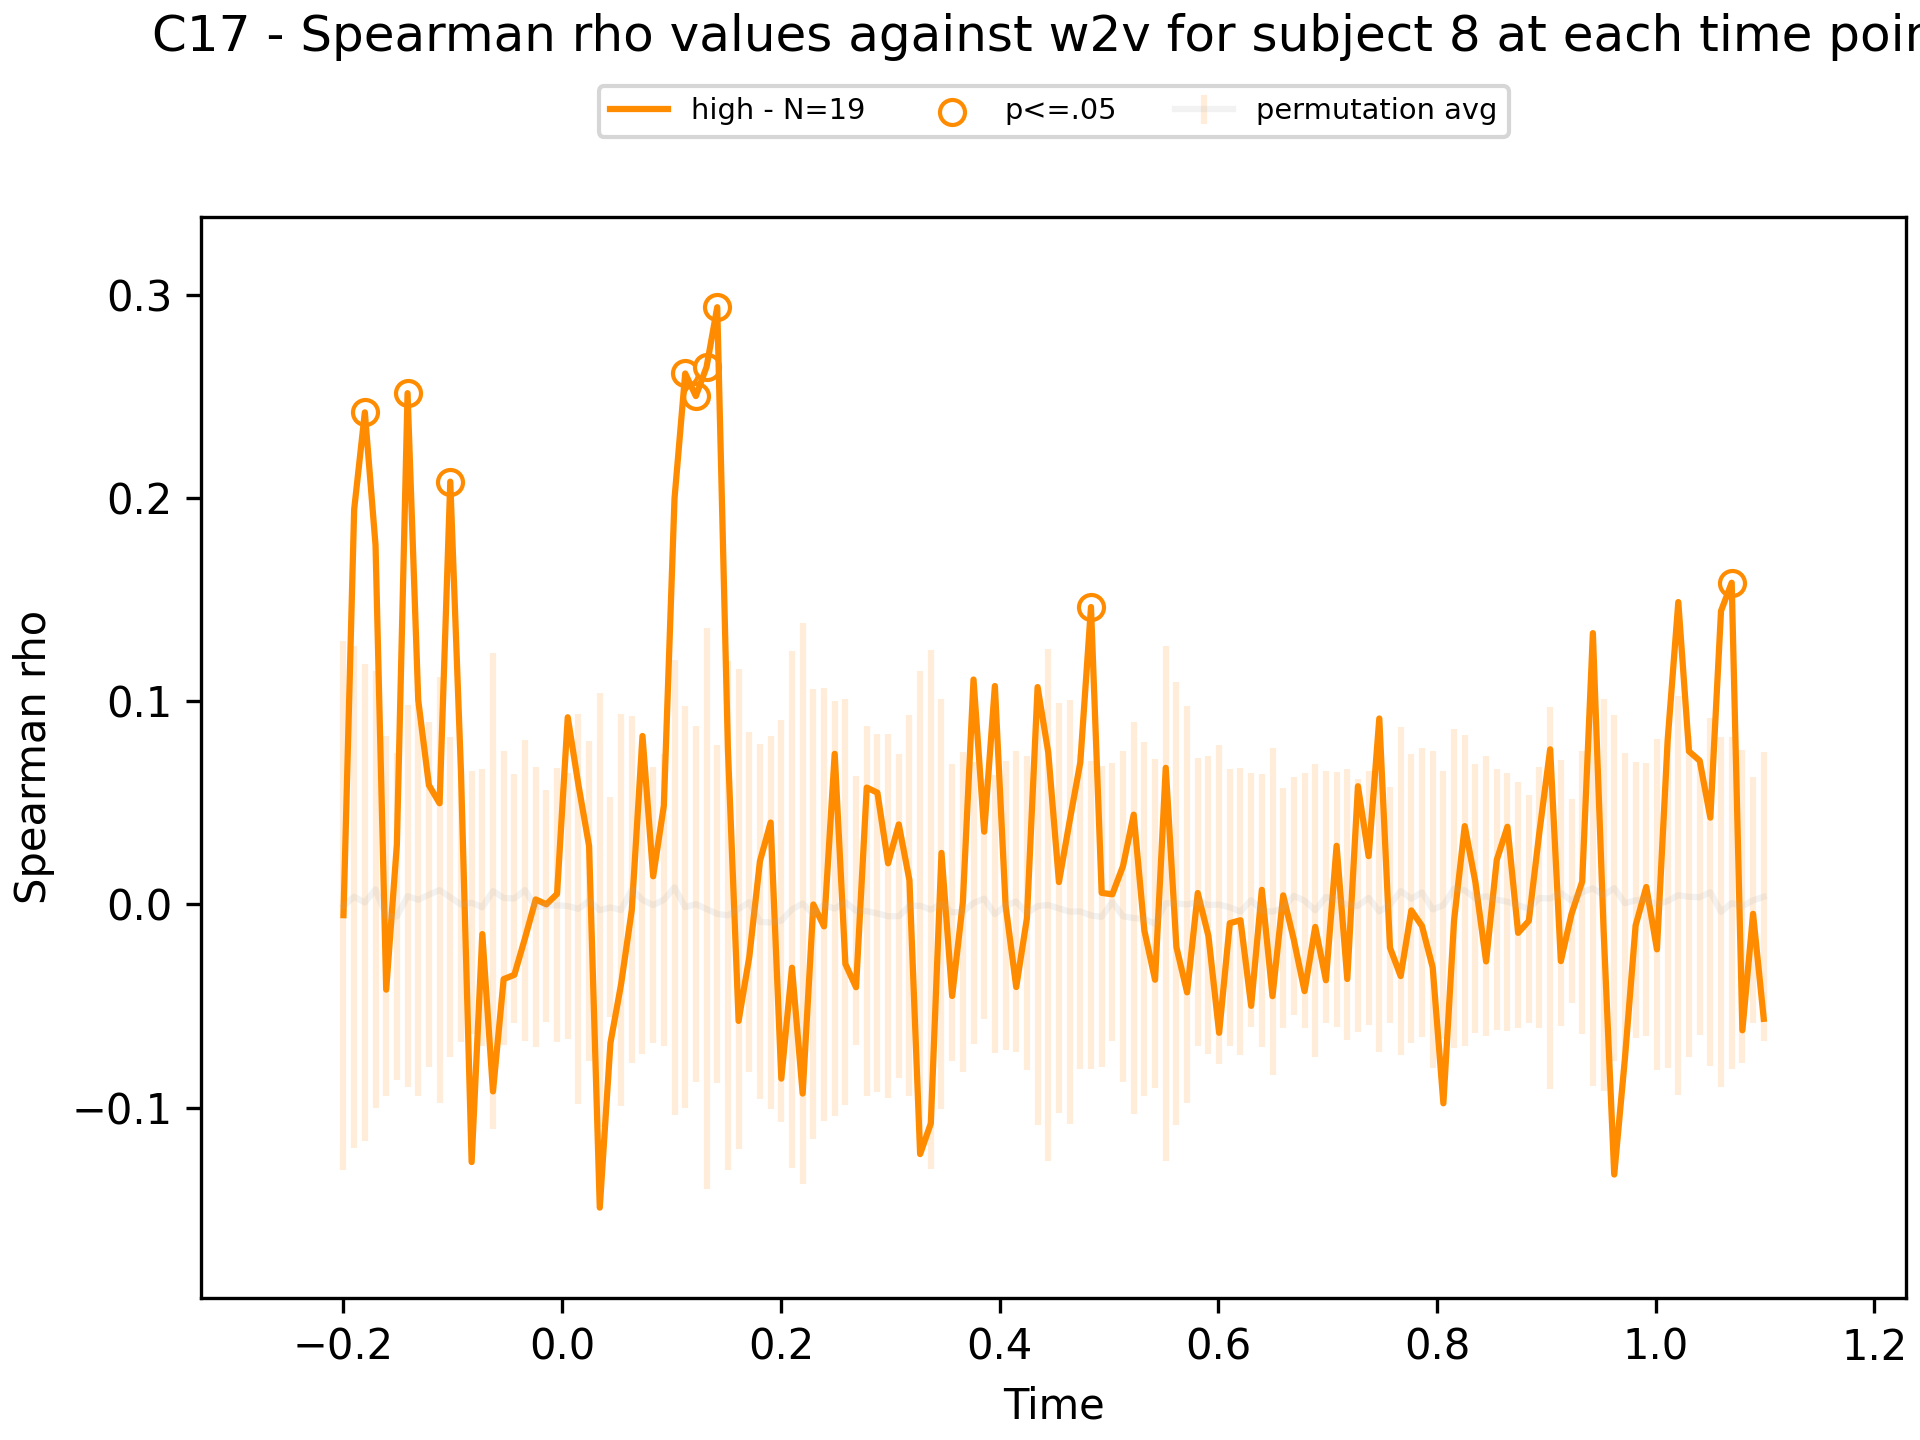 C17 - Spearman rho values against w2v for subject 8 at each time
high - N=19 p<=.05 permutation avg
Spearman rho
0.3
0.2
0.1
0.0
−0.1
−0.2 0.0 0.2 0.4 0.6 0.8 1.0 1.2
Time